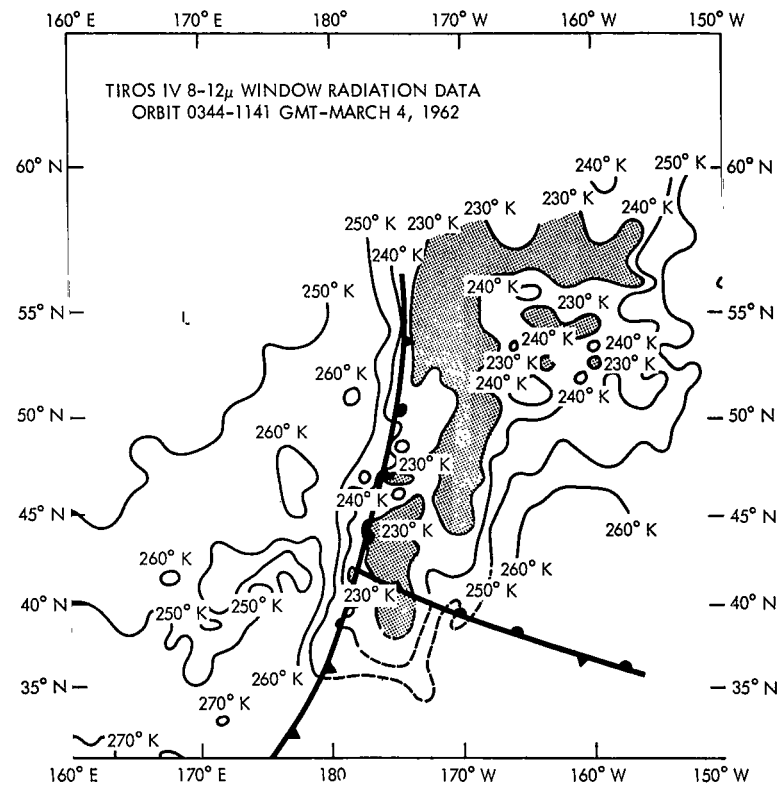 160° E 170° E 180° 170° W 160° W 150° W
TIROS IV 8-12μ WINDOW RADIATION DATA
ORBIT 0344-1141 GMT-MARCH 4, 1962
60° N 240° K 250° K 60° N
250° K 230° K 230° K 230° K 240° K
240° K
250° K 240° K 230° K
55° N 55° N
240° K 240° K
260° K 230° K 230° K
240° K 240° K
50° N 50° N
260° K
230° K
240° K
45° N 45° N
230° K 260° K
260° K 260° K
250° K
40° N 250° K 250° K 230° K 40° N
260° K
35° N 35° N
270° K
270° K
160° E 170° E 180° 170° W 160° W 150° W